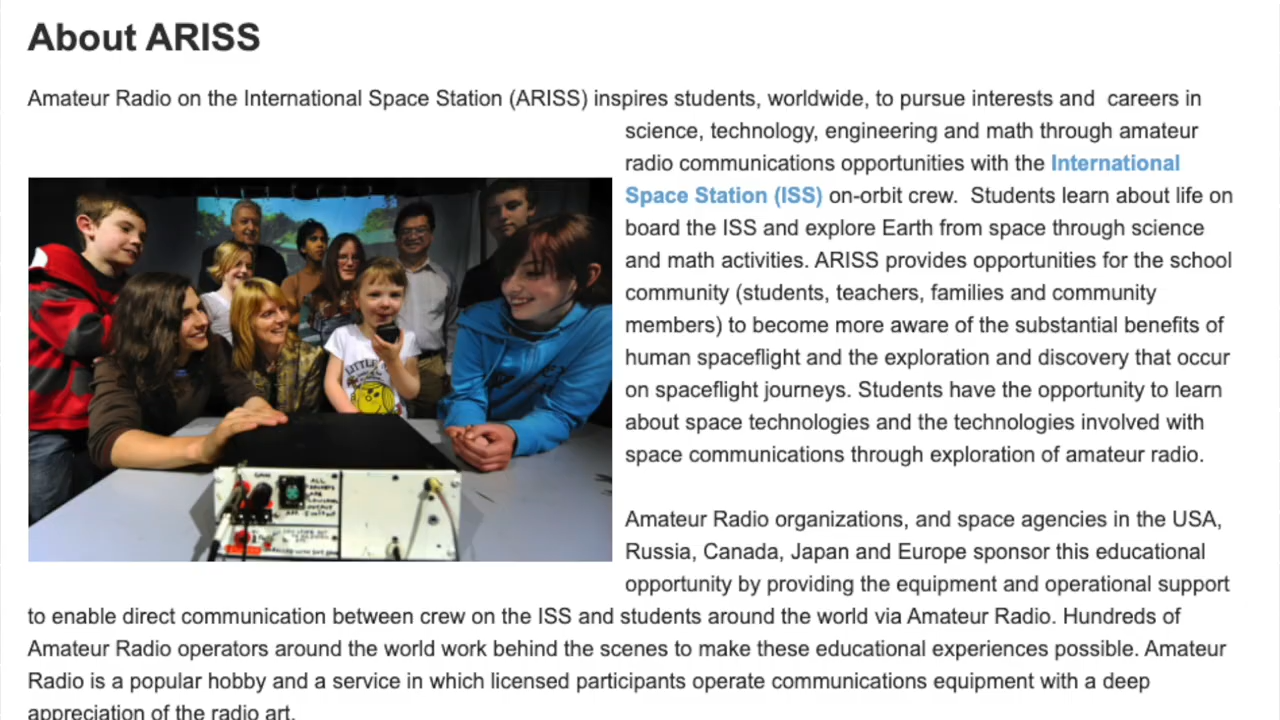 About ARISS
Amateur Radio on the International Space Station (ARISS) inspires students, worldwide, to pursue interests and  careers in
science, technology, engineering and math through amateur
radio communications opportunities with the International
Space Station (ISS) on-orbit crew.  Students learn about life on
board the ISS and explore Earth from space through science
and math activities. ARISS provides opportunities for the school
community (students, teachers, families and community
members) to become more aware of the substantial benefits of
human spaceflight and the exploration and discovery that occur
on spaceflight journeys. Students have the opportunity to learn
about space technologies and the technologies involved with
space communications through exploration of amateur radio.
LITTLE
ALL
Amateur Radio organizations, and space agencies in the USA,
Russia, Canada, Japan and Europe sponsor this educational
opportunity by providing the equipment and operational support
to enable direct communication between crew on the ISS and students around the world via Amateur Radio. Hundreds of
Amateur Radio operators around the world work behind the scenes to make these educational experiences possible. Amateur
Radio is a popular hobby and a service in which licensed participants operate communications equipment with a deep
appreciation of the radio art.